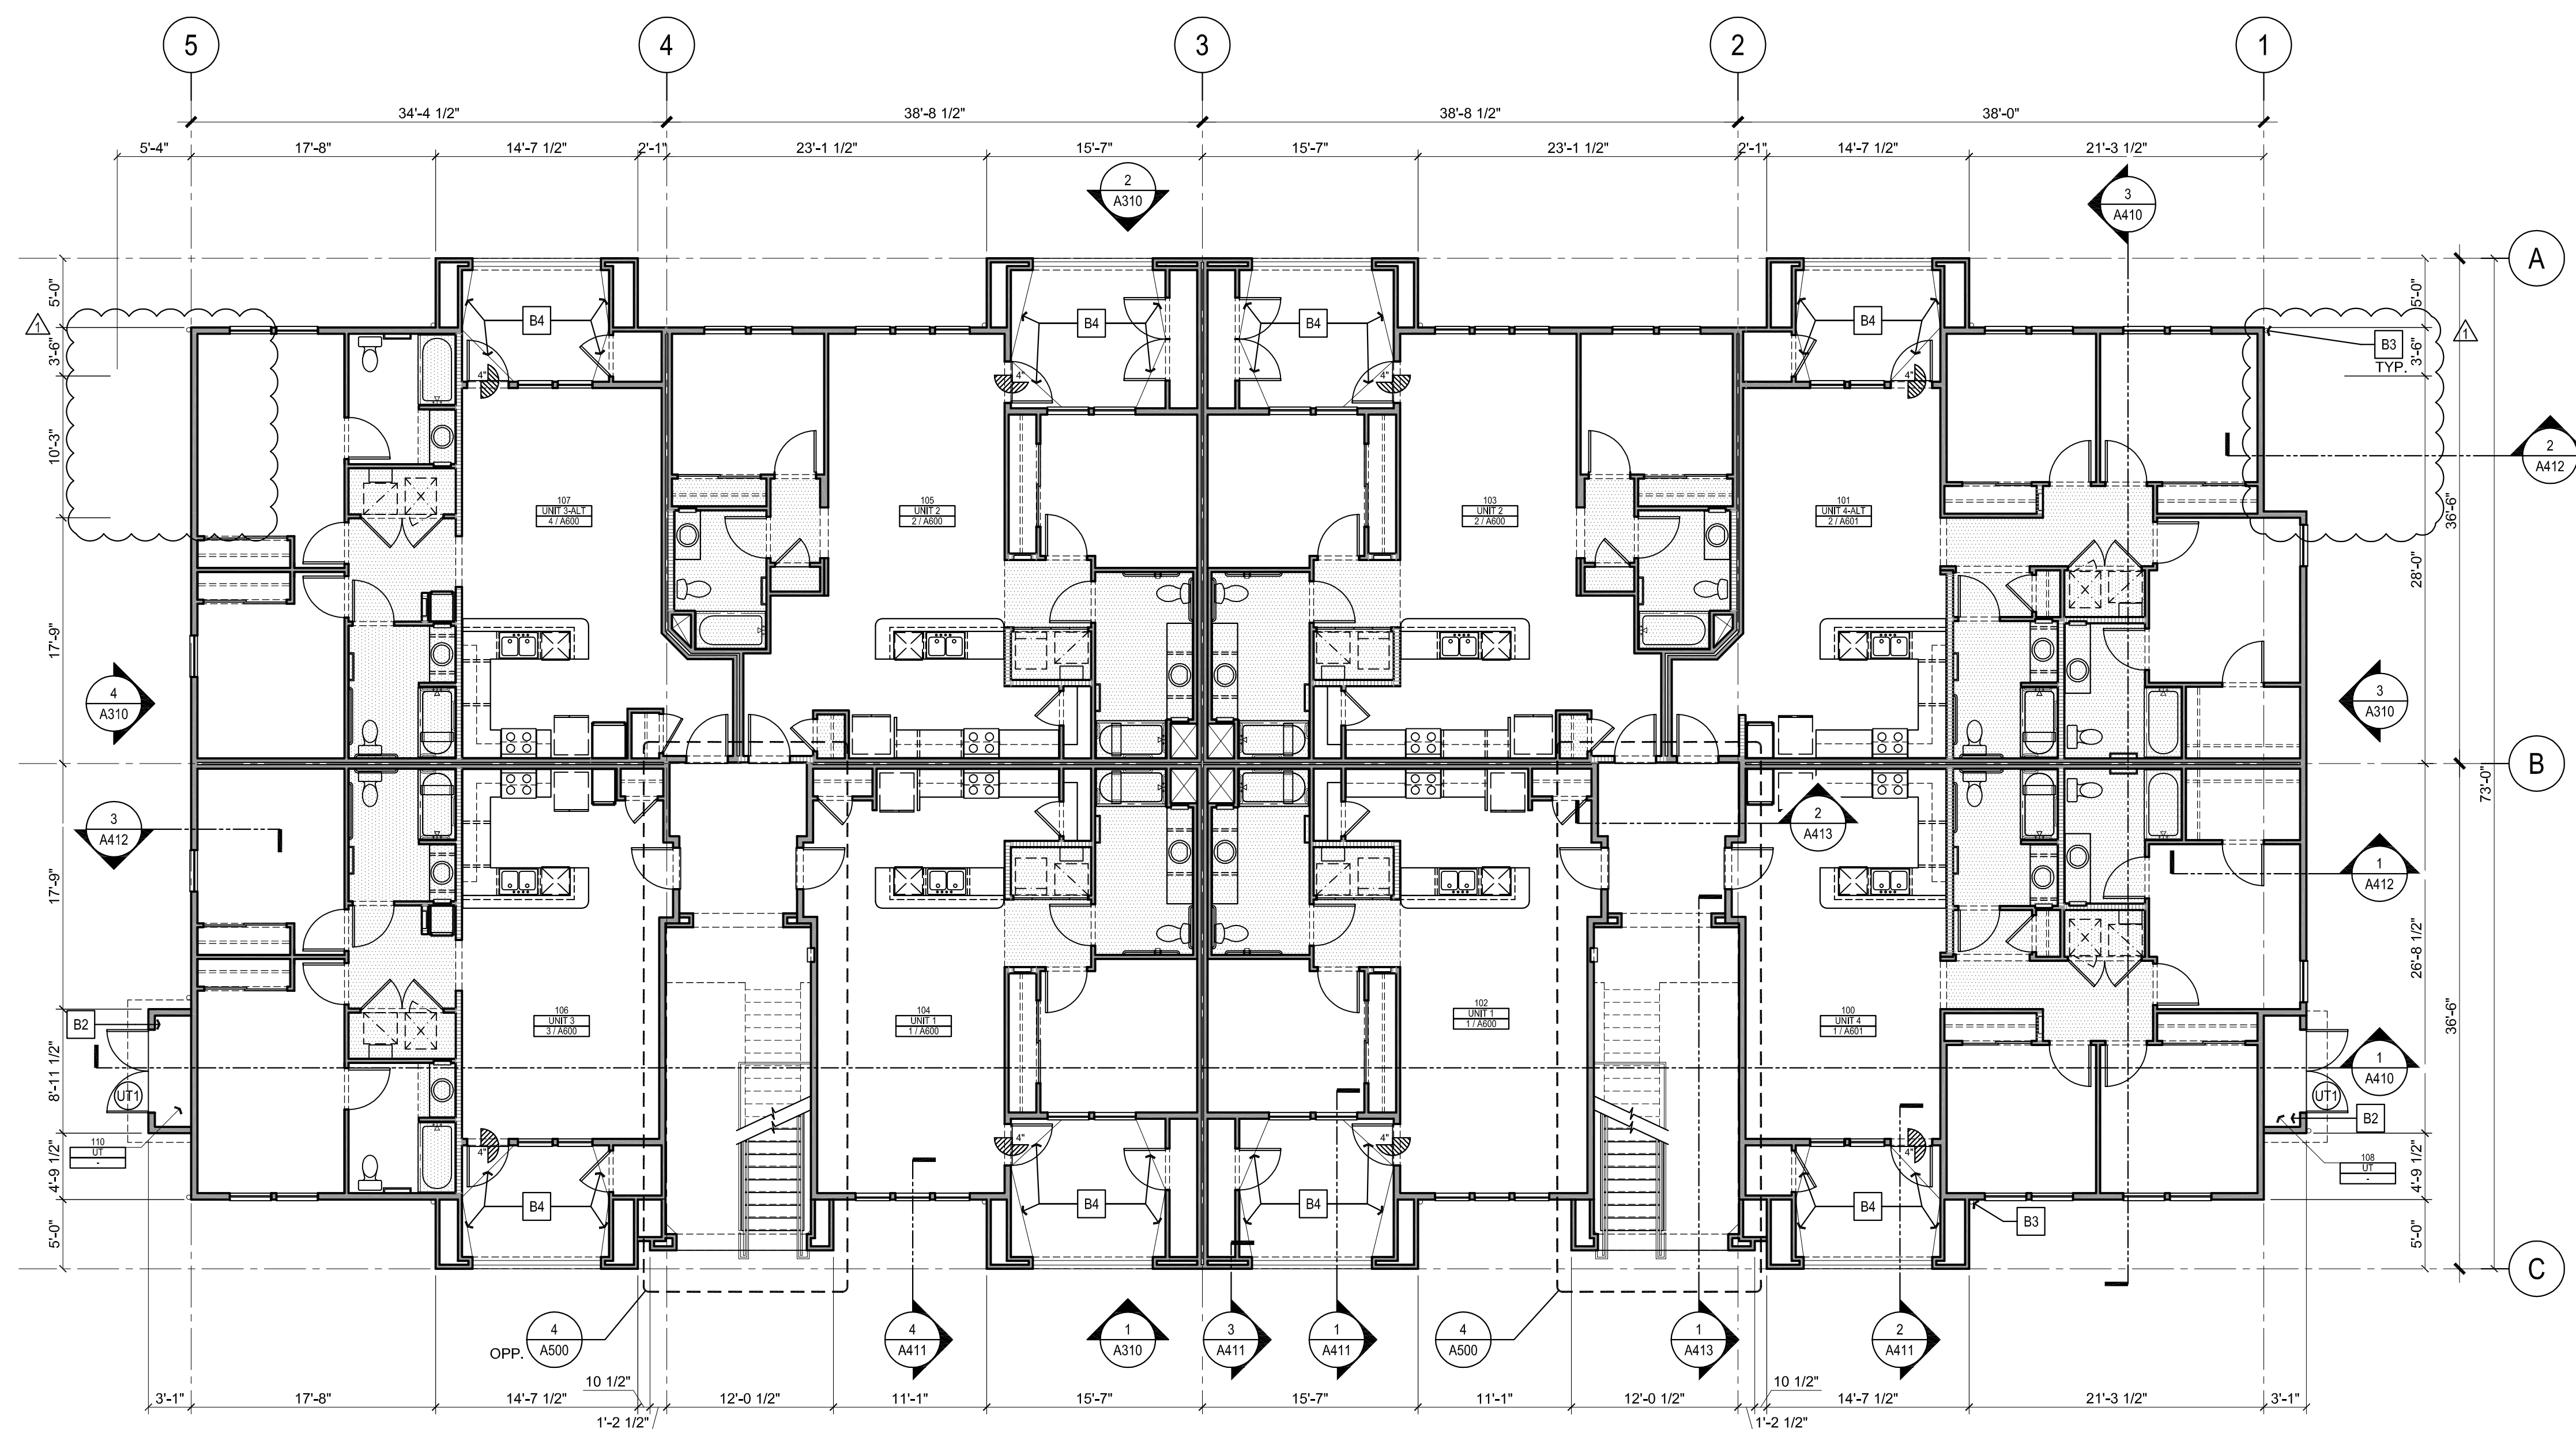 5 4 3 2 1
34'-4 1/2" 38'-8 1/2" 38'-8 1/2" 38'-0"
5'-4" 17'-8" 14'-7 1/2" 2'-1" 23'-1 1/2" 15'-7" 15'-7" 23'-1 1/2" 2'-1" 14'-7 1/2" 21'-3 1/2"
2
A310
3
A410
A
5'-0"
5'-0"
B4 B4 B4 B4
1
3'-6"
1
B3
TYP.
3'-6"
4" 4" 4" 4"
10'-3"
2
A412
107
UNIT 3-ALT
4 / A600
105
UNIT 2
2 / A600
103
UNIT 2
2 / A600
101
UNIT 4-ALT
2 / A601
36'-6"
28'-0"
17'-9"
4
A310
3
A310
B
73'-0"
3
A412
2
A413
1
A412
17'-9"
26'-8 1/2"
106
UNIT 3
3 / A600
104
UNIT 1
1 / A600
102
UNIT 1
1 / A600
100
UNIT 4
1 / A601
36'-6"
B2
UT1
8'-11 1/2"
1
A410
UT1
B2
110
UT
-
108
UT
-
4" 4" 4" 4"
4'-9 1/2"
4'-9 1/2"
B4 B4 B4 B4
B3
5'-0"
5'-0"
C
OPP.
4
A500
4
A411
1
A310
3
A411
1
A411
4
A500
1
A413
2
A411
10 1/2" 10 1/2"
3'-1" 17'-8" 14'-7 1/2" 12'-0 1/2" 11'-1" 15'-7" 15'-7" 11'-1" 12'-0 1/2" 14'-7 1/2" 21'-3 1/2" 3'-1"
1'-2 1/2" 1'-2 1/2"